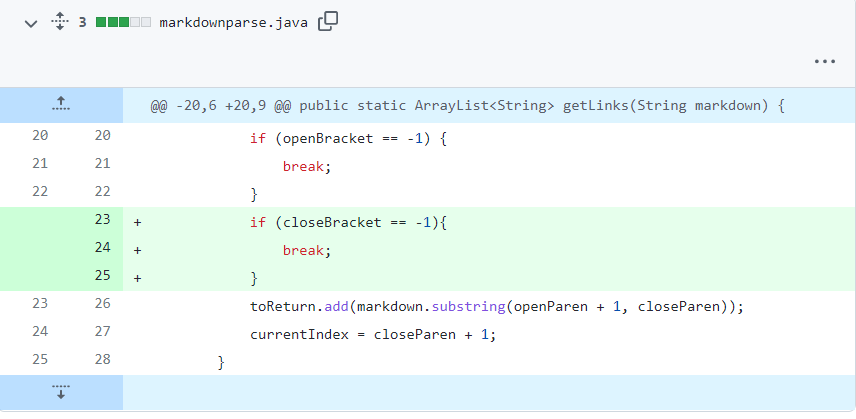 3 markdownparse.java
@@ -20,6 +20,9 @@ public static ArrayList<String> getLinks(String markdown) {
20 20 if (openBracket == -1) {
21 21 break;
22 22 }
23 + if (closeBracket == -1){
24 + break;
25 + }
23 26 toReturn.add(markdown.substring(openParen + 1, closeParen));
24 27 currentIndex = closeParen + 1;
25 28 }